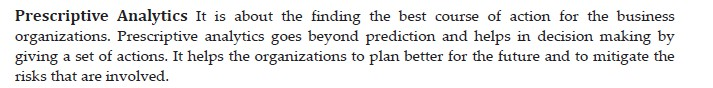 Prescriptive Analytics It is about the finding the best course of action for the business
organizations. Prescriptive analytics goes beyond prediction and helps in decision making by
giving a set of actions. It helps the organizations to plan better for the future and to mitigate the
risks that are involved.